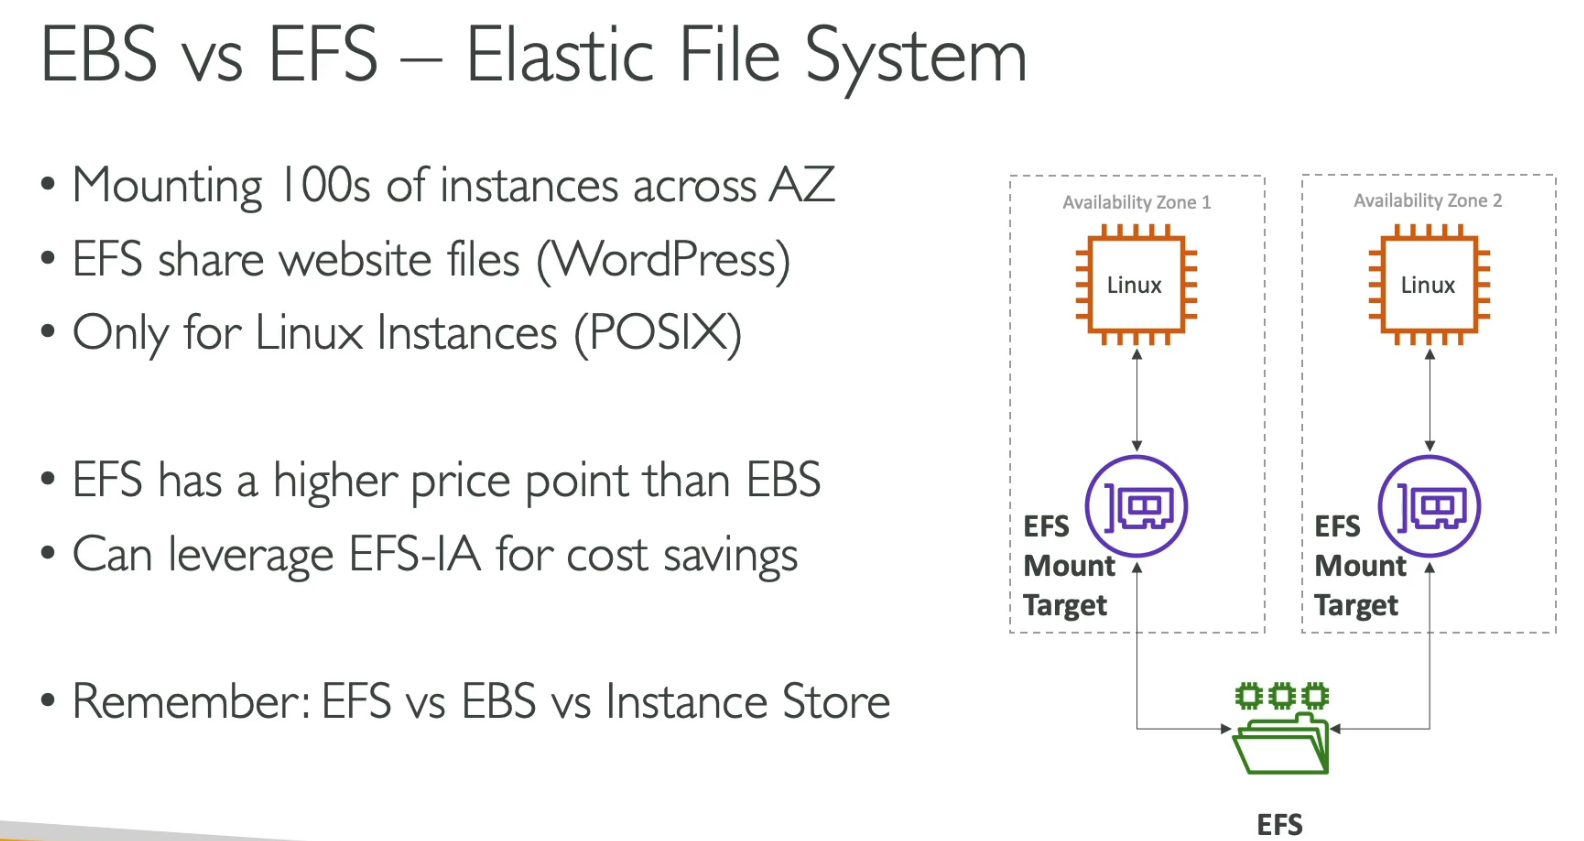 EBS vs EFS – Elastic File System
• Mounting 100s of instances across AZ
• EFS share website files (WordPress)
• Only for Linux Instances (POSIX)
• EFS has a higher price point than EBS
• Can leverage EFS-IA for cost savings
• Remember: EFS vs EBS vs Instance Store
Availability Zone 1
Linux
EFS
Mount
Target
Availability Zone 2
Linux
EFS
Mount
Target
EFS